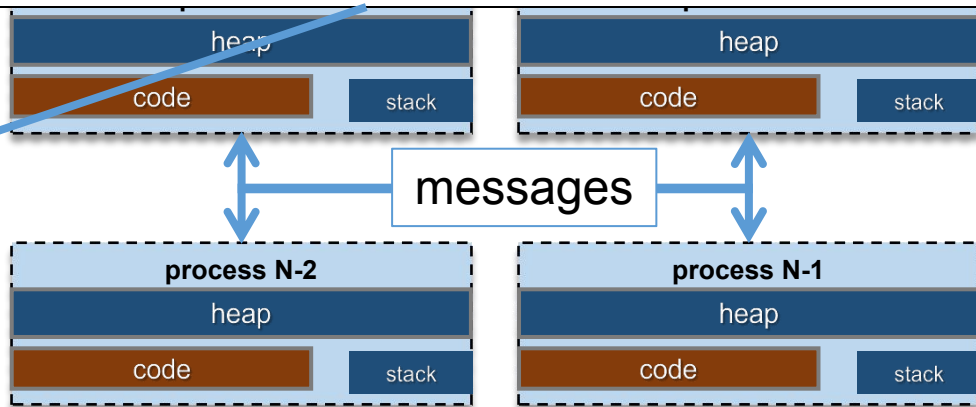 heap heap
code stack code stack
messages
process N-2 process N-1
heap heap
code stack code stack